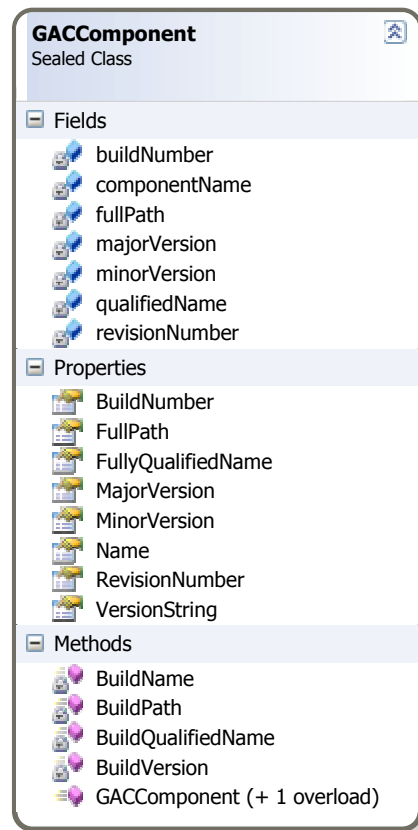 GACComponent
Sealed Class
Fields
buildNumber
componentName
fullPath
majorVersion
minorVersion
qualifiedName
revisionNumber
Properties
BuildNumber
FullPath
FullyQualifiedName
MajorVersion
MinorVersion
Name
RevisionNumber
VersionString
Methods
BuildName
BuildPath
BuildQualifiedName
BuildVersion
GACComponent (+ 1 overload)